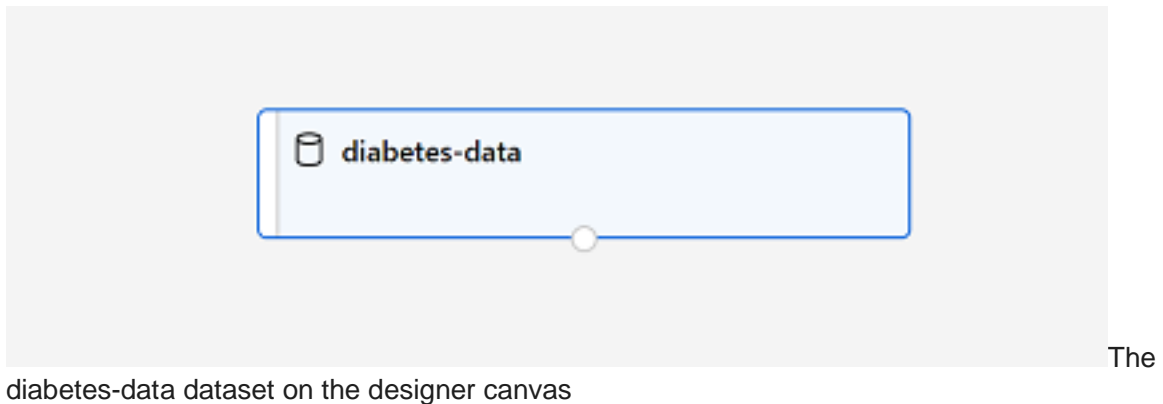 diabetes-data
The
diabetes-data dataset on the designer canvas